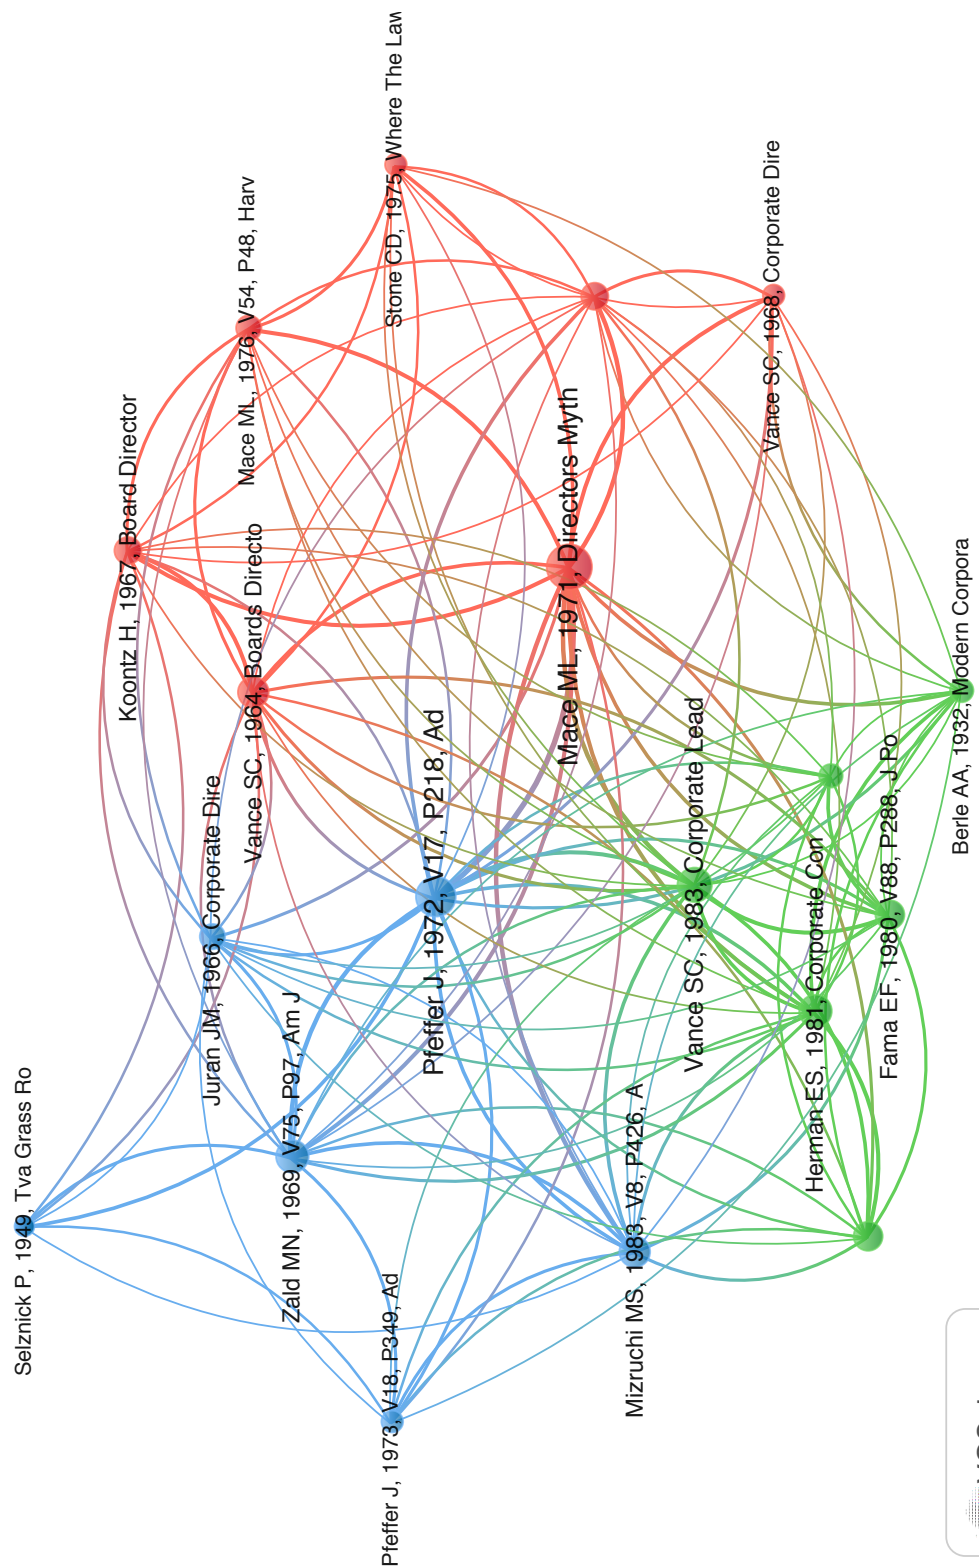 Selznick P, 1949, Tva Grass Ro
Koontz H, 1967, Board Director
Juran JM, 1966, Corporate Dire
Mace ML, 1976, V54, P48, Harv
Vance SC, 1964, Boards Directo
Zald MN, 1969, V75, P97, Am J
Stone CD, 1975, Where The Law
Pfeffer J, 1973, V18, P349, Ad
Pfeffer J, 1972, V17, P218, Ad
Mace ML, 1971, Directors Myth
Mizruchi MS, 1983, V8, P426, A
Vance SC, 1983, Corporate Lead
Vance SC, 1968, Corporate Dire
Herman ES, 1981, Corporate Con
Fama EF, 1980, V88, P288, J Po
Berle AA, 1932, Modern Corpora